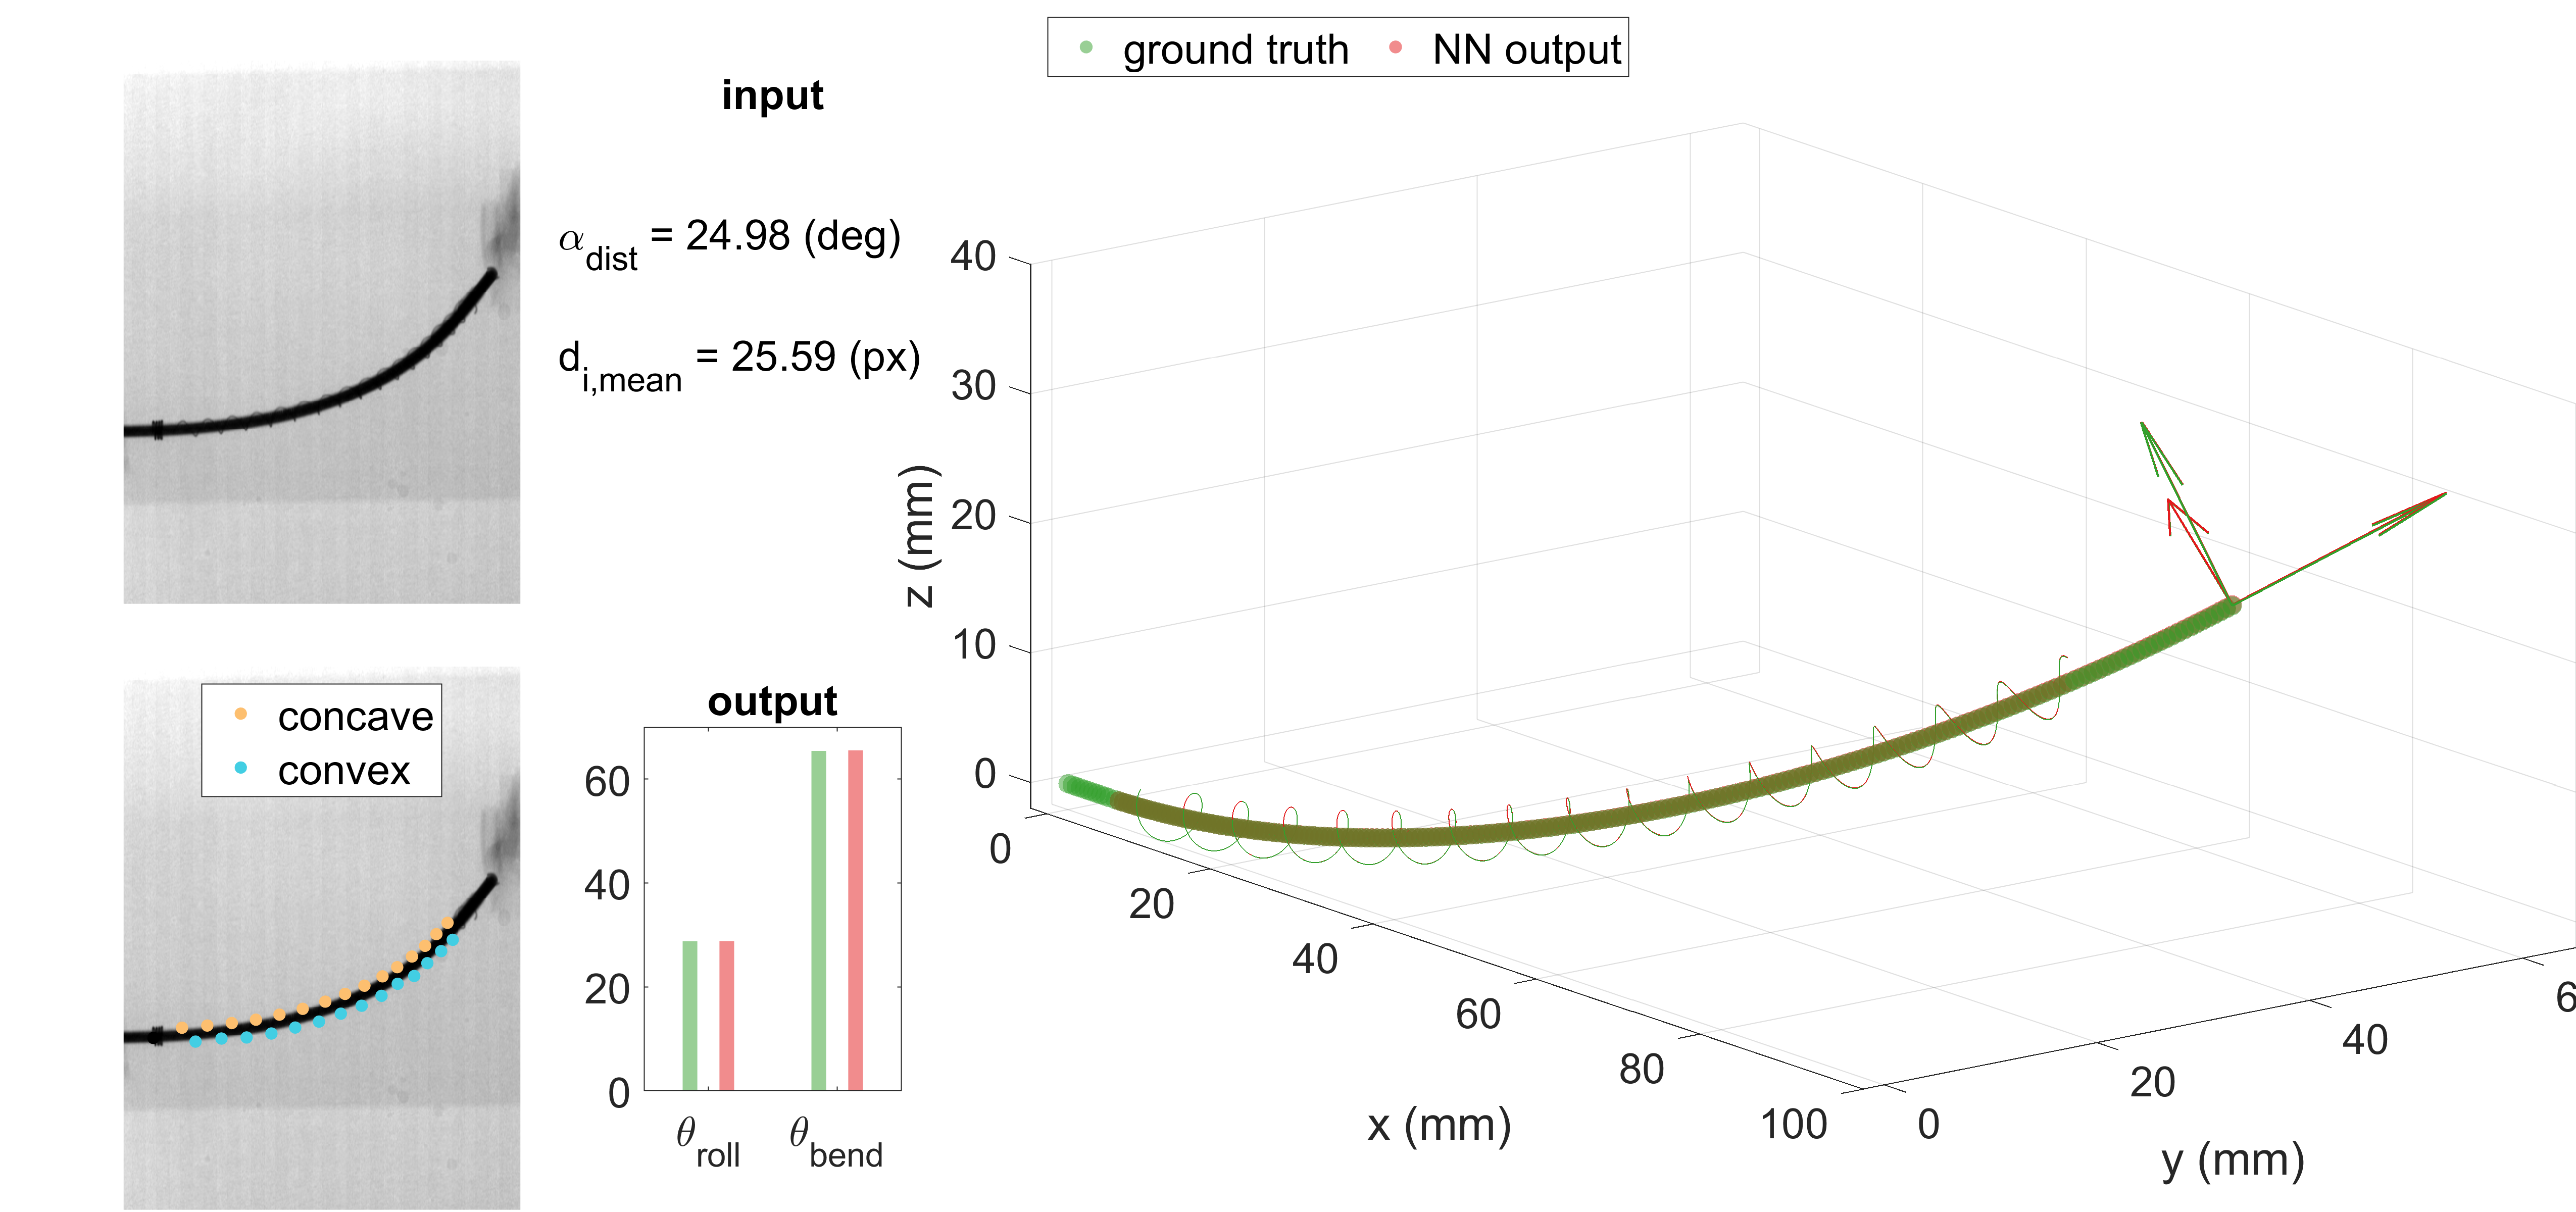 ground truth NN output
input
α_dist = 24.98 (deg)
d_i,mean = 25.59 (px)
concave
convex
output
60
40
20
0
θ_roll θ_bend
z (mm)
40
30
20
10
0
0
20
40
60
80
100
x (mm)
0
20
40
6
y (mm)